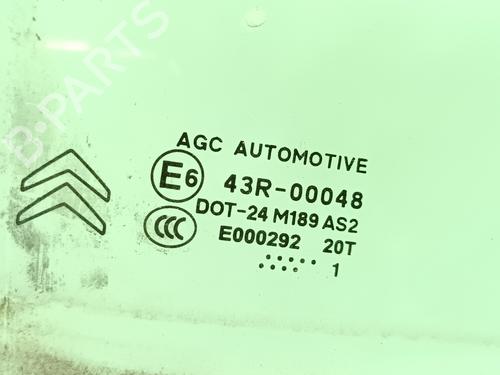 B-PARTS
AGC AUTOMOTIVE
E6 43R-00048
CCC DOT-24 M189 AS2
E000292 20T
1